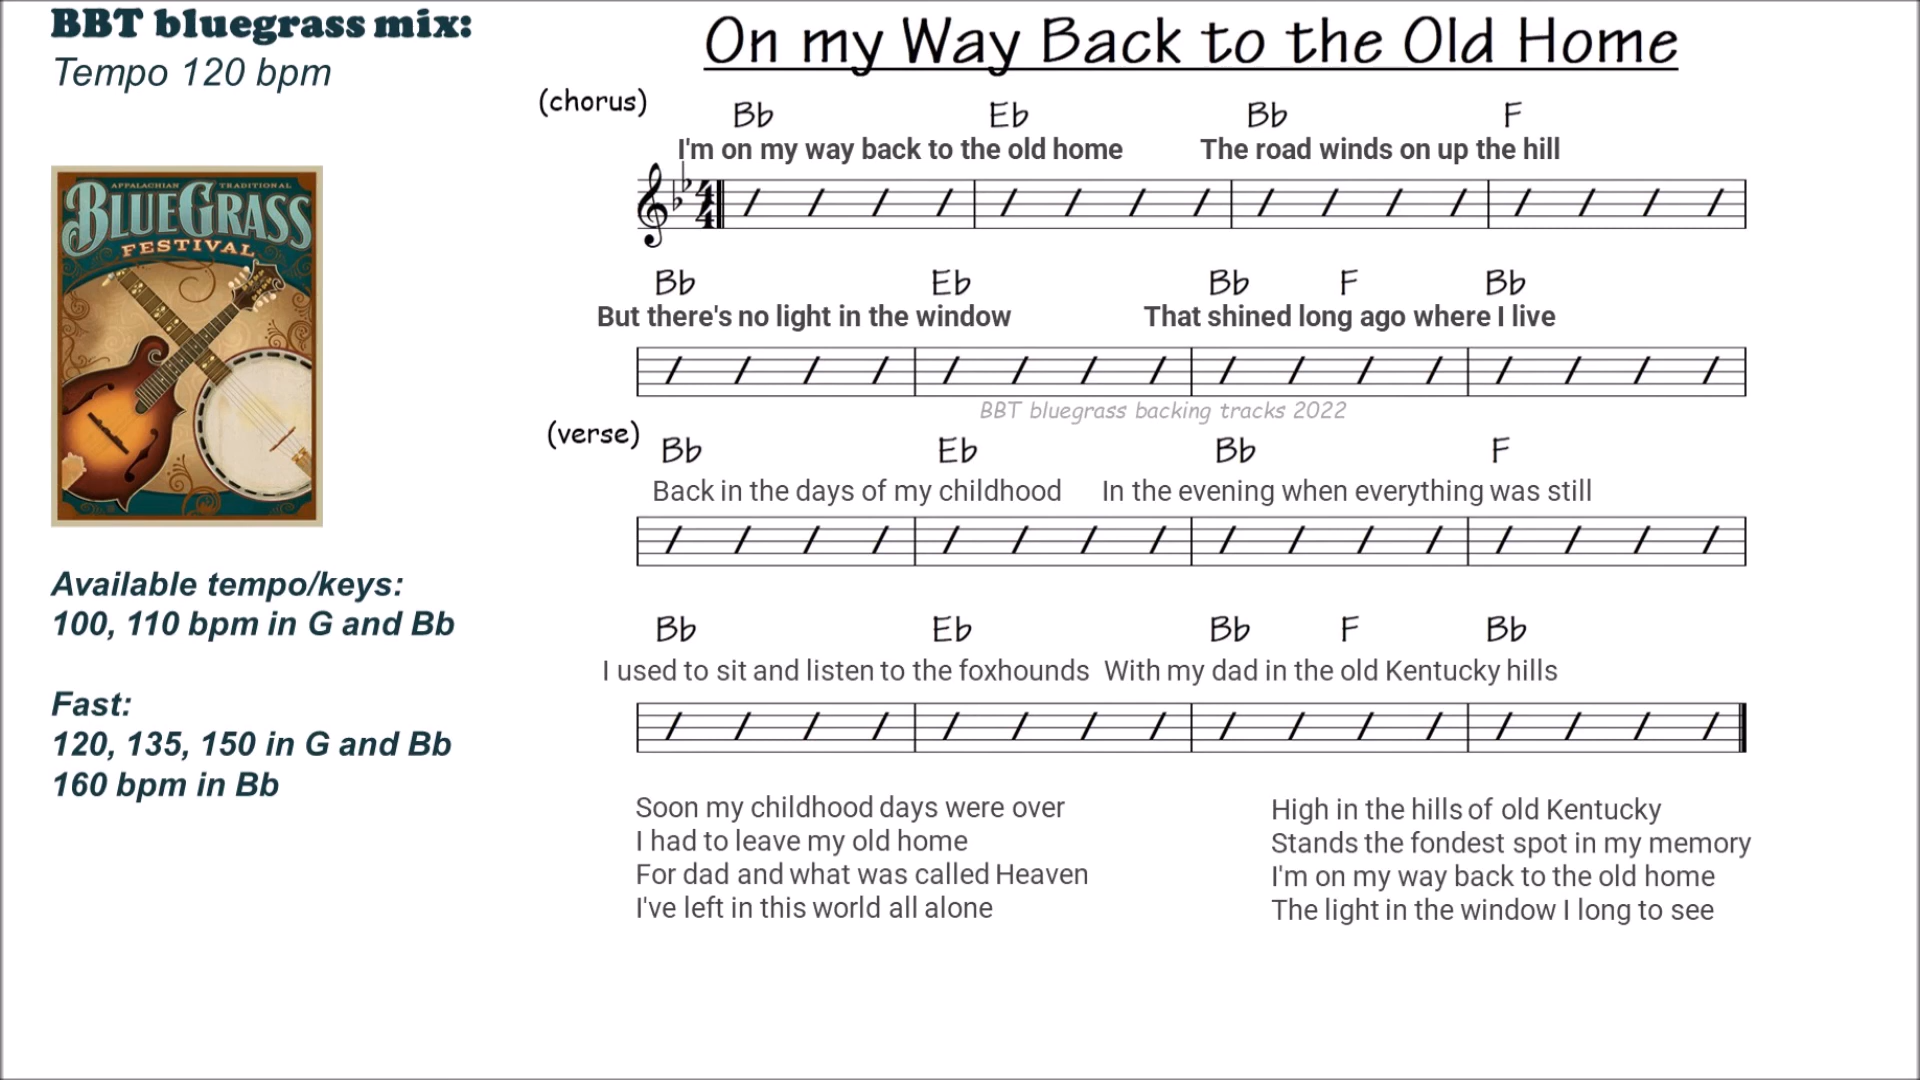 BBT bluegrass mix:
Tempo 120 bpm
APPALACHIAN TRADITIONAL
BLUEGRASS
FESTIVAL
Available tempo/keys:
100, 110 bpm in G and Bb
Fast:
120, 135, 150 in G and Bb
160 bpm in Bb
On my Way Back to the Old Home
(chorus)
Bb Eb Bb F
I'm on my way back to the old home The road winds on up the hill
4/4
Bb Eb Bb F Bb
But there's no light in the window That shined long ago where I live
BBT bluegrass backing tracks 2022
(verse)
Bb Eb Bb F
Back in the days of my childhood In the evening when everything was still
Bb Eb Bb F Bb
I used to sit and listen to the foxhounds With my dad in the old Kentucky hills
Soon my childhood days were over
I had to leave my old home
For dad and what was called Heaven
I've left in this world all alone
High in the hills of old Kentucky
Stands the fondest spot in my memory
I'm on my way back to the old home
The light in the window I long to see